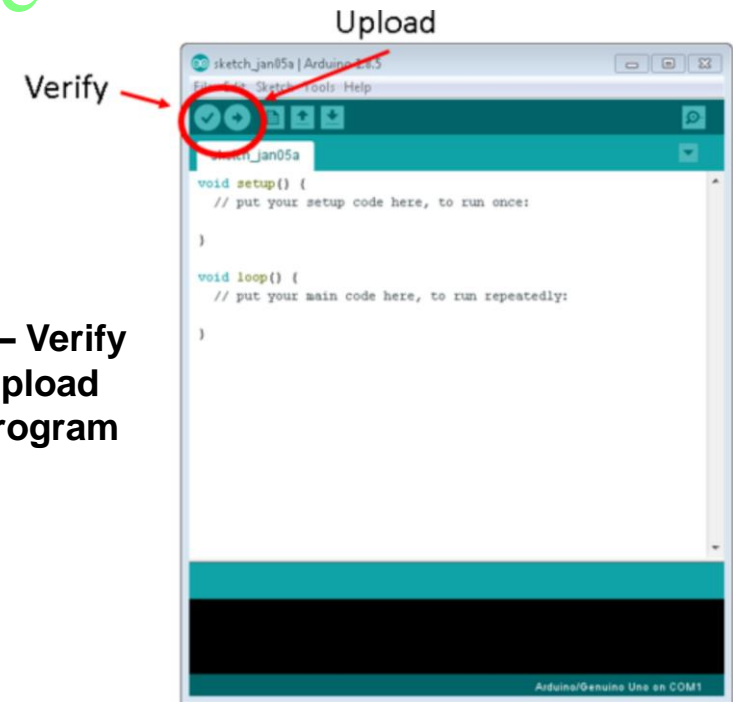 Upload
Verify
sketch_jan05a | Arduino 1.8.5
File Edit Sketch Tools Help
sketch_jan05a
void setup() {
// put your setup code here, to run once:
}
void loop() {
// put your main code here, to run repeatedly:
}
– Verify
pload
rogram
Arduino/Genuino Uno on COM1